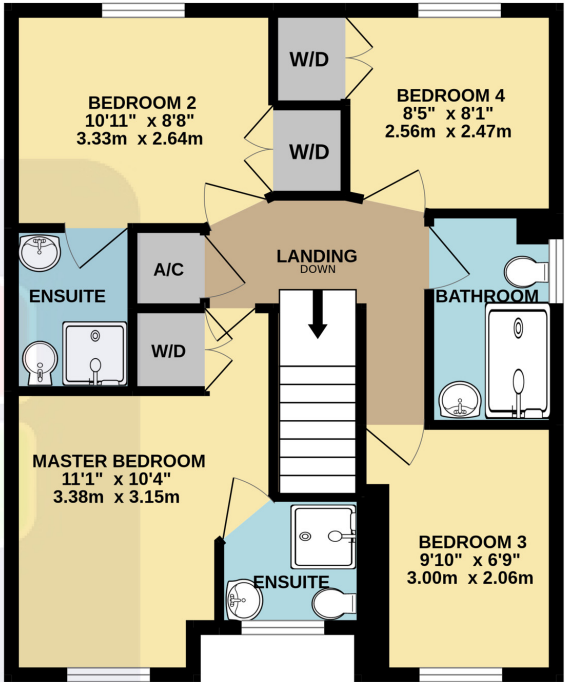 W/D
BEDROOM 2
10'11" x 8'8"
3.33m x 2.64m
BEDROOM 4
8'5" x 8'1"
2.56m x 2.47m
W/D
LANDING
DOWN
A/C
ENSUITE
BATHROOM
W/D
MASTER BEDROOM
11'1" x 10'4"
3.38m x 3.15m
BEDROOM 3
9'10" x 6'9"
3.00m x 2.06m
ENSUITE